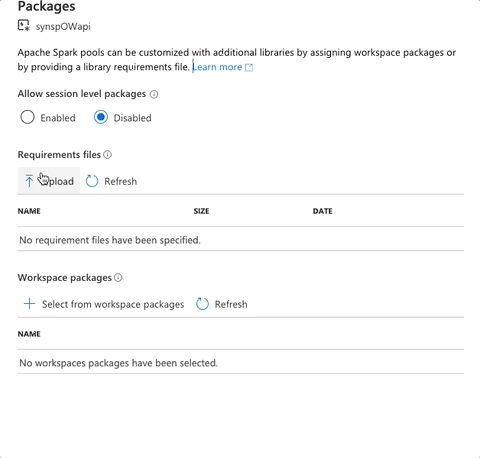 Packages
synspOWapi
Apache Spark pools can be customized with additional libraries by assigning workspace packages or
by providing a library requirements file. Learn more
Allow session level packages
Enabled Disabled
Requirements files
Upload Refresh
NAME SIZE DATE
No requirement files have been specified.
Workspace packages
Select from workspace packages Refresh
NAME
No workspaces packages have been selected.